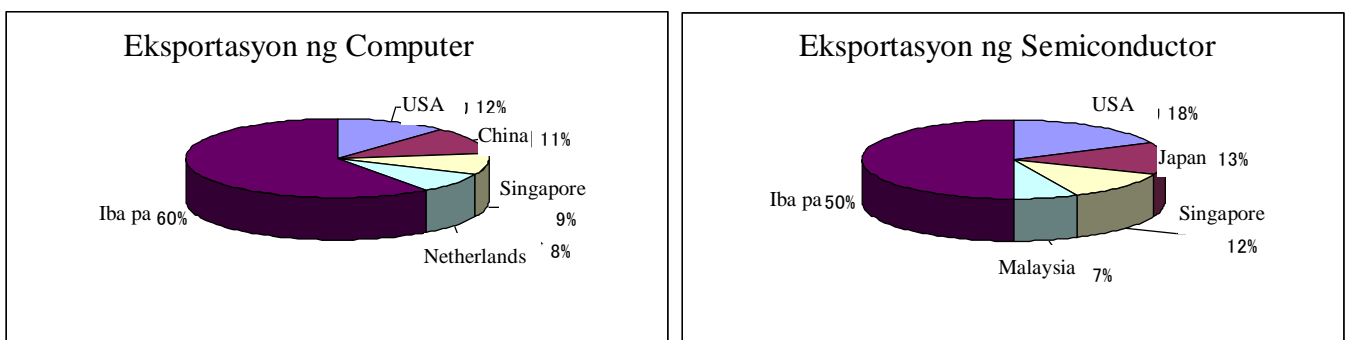 Eksportasyon ng Computer
USA 12%
China 11%
Singapore
9%
Netherlands 8%
Iba pa 60%
Eksportasyon ng Semiconductor
USA
18%
Japan 13%
Singapore
12%
Malaysia 7%
Iba pa 50%